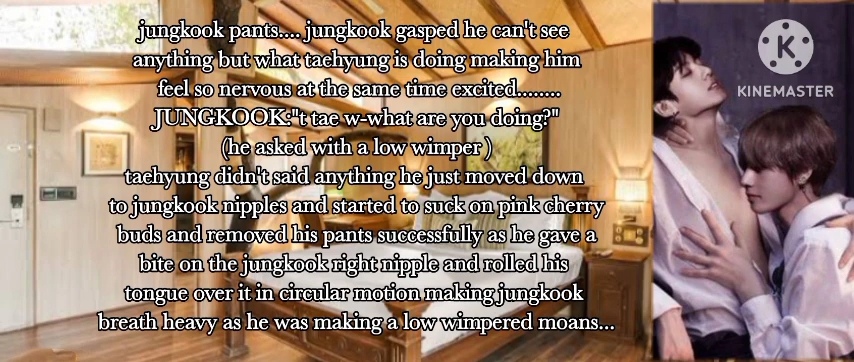 jungkook pants.... jungkook gasped he can't see
anything but what taehyung is doing making him
feel so nervous at the same time excited........
JUNGKOOK:"t tae w-what are you doing?"
(he asked with a low wimper )
taehyung didn't said anything he just moved down
to jungkook nipples and started to suck on pink cherry
buds and removed his pants successfully as he gave a
bite on the jungkook right nipple and rolled his
tongue over it in circular motion making jungkook
breath heavy as he was making a low wimpered moans...
K
KINEMASTER